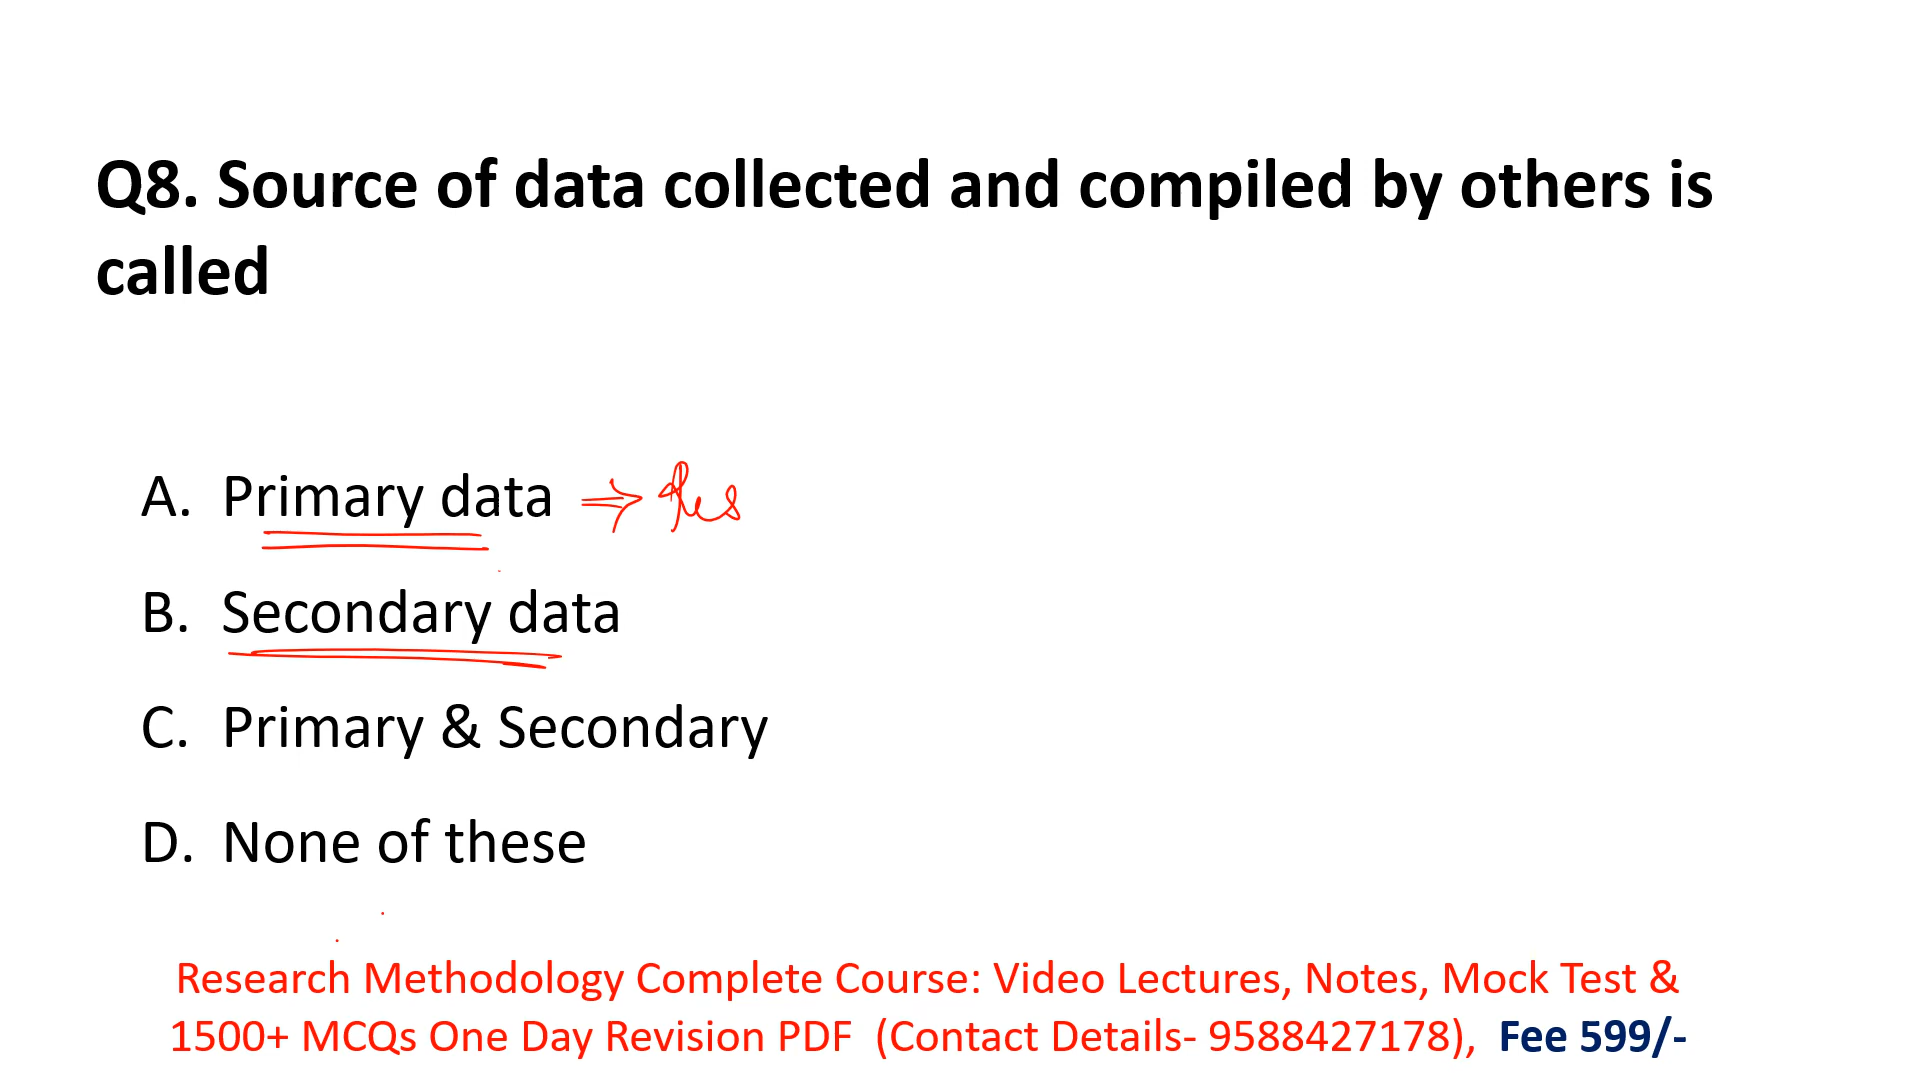 Q8. Source of data collected and compiled by others is
called
A. Primary data ⇒
B. Secondary data
C. Primary & Secondary
D. None of these
Research Methodology Complete Course: Video Lectures, Notes, Mock Test &
1500+ MCQs One Day Revision PDF (Contact Details- 9588427178), Fee 599/-